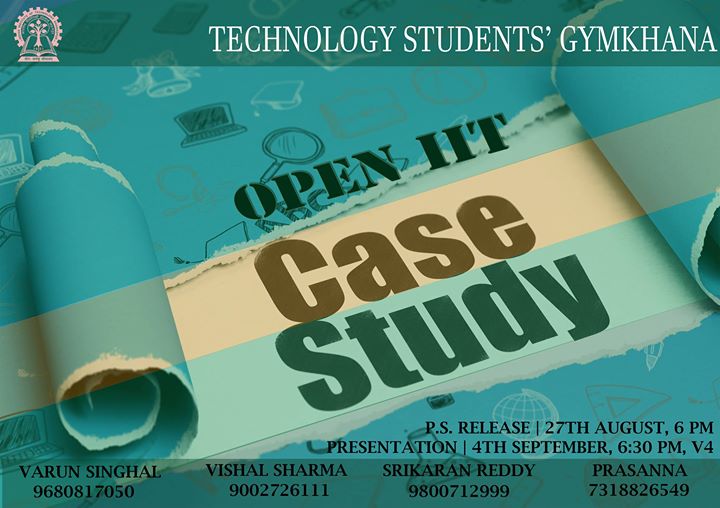 TECHNOLOGY STUDENTS' GYMKHANA
OPEN IIT
Case
Study
P.S. RELEASE | 27TH AUGUST, 6 PM
PRESENTATION | 4TH SEPTEMBER, 6:30 PM, V4
VARUN SINGHAL VISHAL SHARMA SRIKARAN REDDY PRASANNA
9680817050 9002726111 9800712999 7318826549